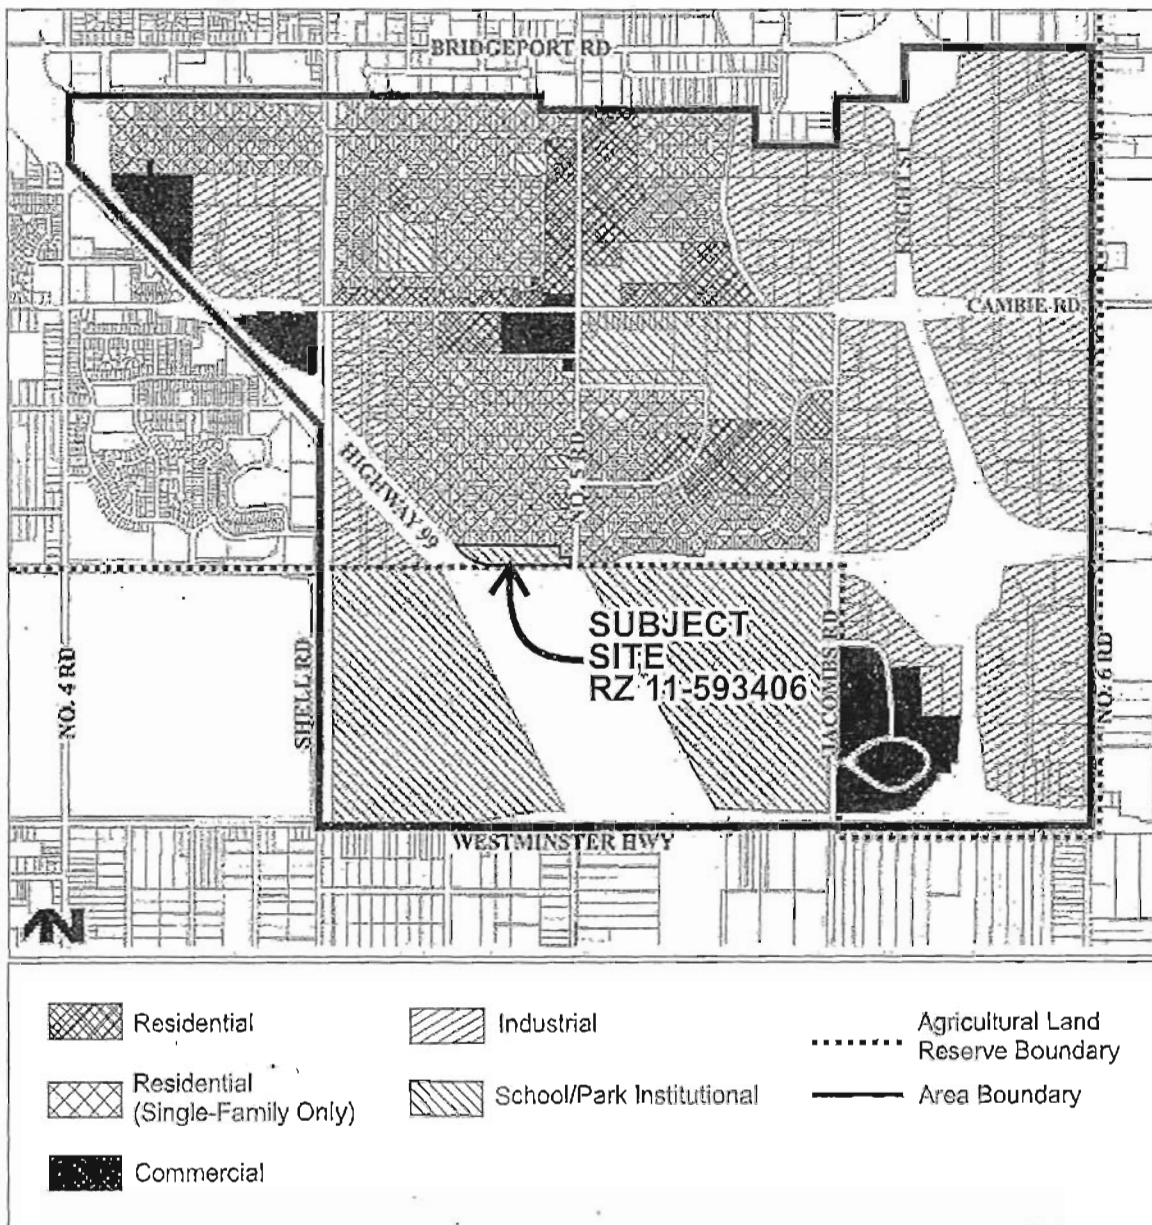 BRIDGEPORT RD
KNIGHT ST
CAMBIE RD
NO. 5 RD
HIGHWAY 99
SUBJECT
SITE
RZ 11-593406
NO. 4 RD
SHELL RD
JACOMBS RD
NO. 6 RD
WESTMINSTER HWY
N
Residential
Industrial
Agricultural Land
Reserve Boundary
Residential
(Single-Family Only)
School/Park Institutional
Area Boundary
Commercial